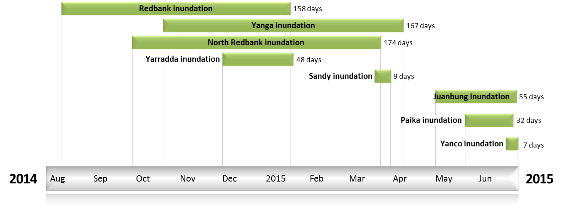 Redbank inundation 158 days
Yanga inundation 167 days
North Redbank inundation 174 days
Yarradda inundation 48 days
Sandy inundation 9 days
Juanbung inundation 55 days
Paika inundation 32 days
Yanco inundation 7 days
2014 Aug Sep Oct Nov Dec 2015 Feb Mar Apr May Jun 2015